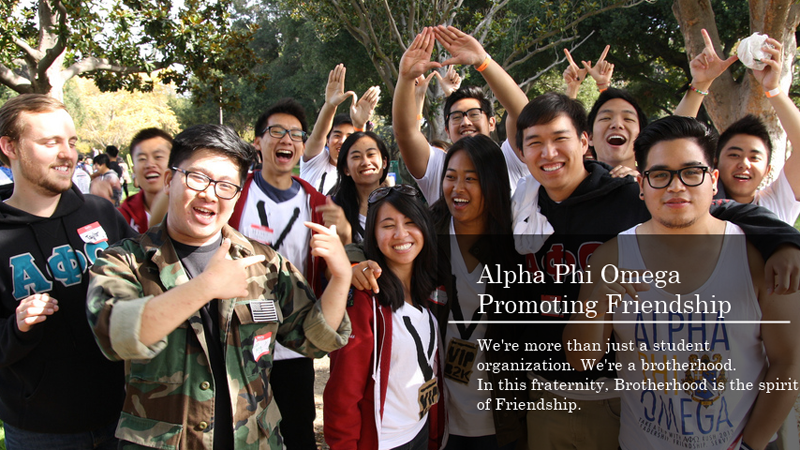 ΑΦΩ
Alpha Phi Omega
Promoting Friendship
We're more than just a student
organization. We're a brotherhood.
In this fraternity, Brotherhood is the spirit
of Friendship.
VIP
ALPHA
PHI
OMEGA